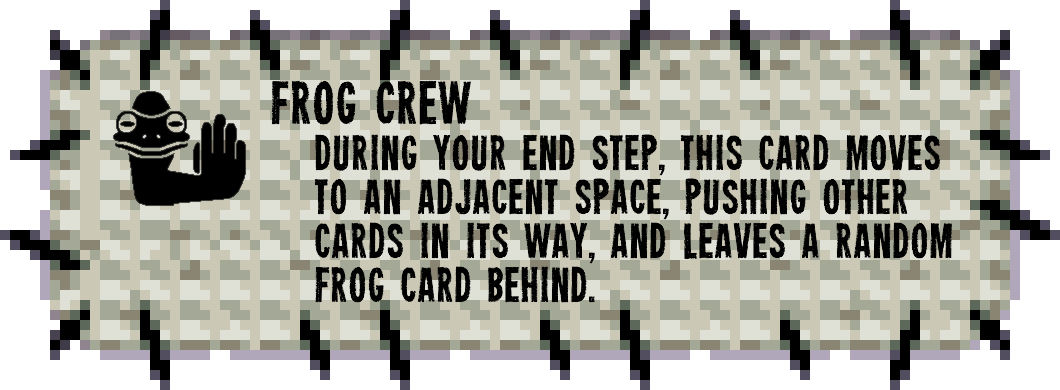 FROG CREW
DURING YOUR END STEP, THIS CARD MOVES
TO AN ADJACENT SPACE, PUSHING OTHER
CARDS IN ITS WAY, AND LEAVES A RANDOM
FROG CARD BEHIND.